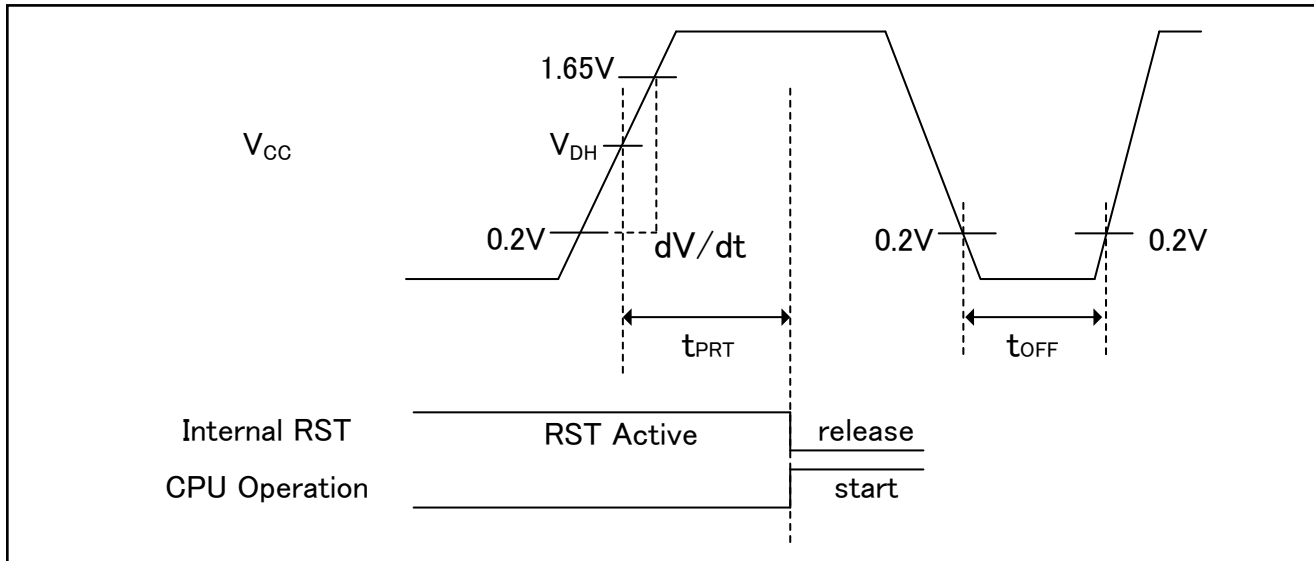 1.65V
VCC
VDH
0.2V
dV/dt
0.2V
0.2V
tPRT
tOFF
Internal RST
RST Active
release
CPU Operation
start